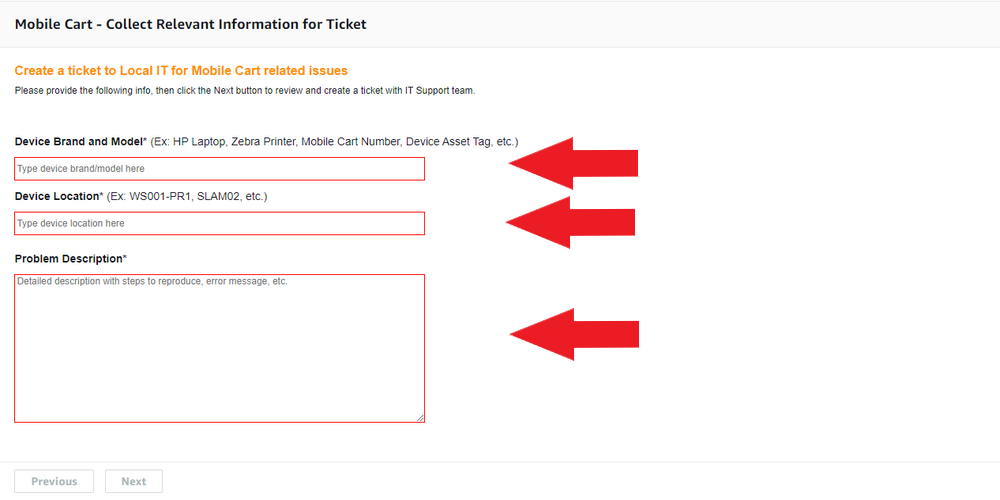 Mobile Cart - Collect Relevant Information for Ticket
Create a ticket to Local IT for Mobile Cart related issues
Please provide the following info, then click the Next button to review and create a ticket with IT Support team.
Device Brand and Model* (Ex: HP Laptop, Zebra Printer, Mobile Cart Number, Device Asset Tag, etc.)
Type device brand/model here
Device Location* (Ex: WS001-PR1, SLAM02, etc.)
Type device location here
Problem Description*
Detailed description with steps to reproduce, error message, etc.
Previous Next